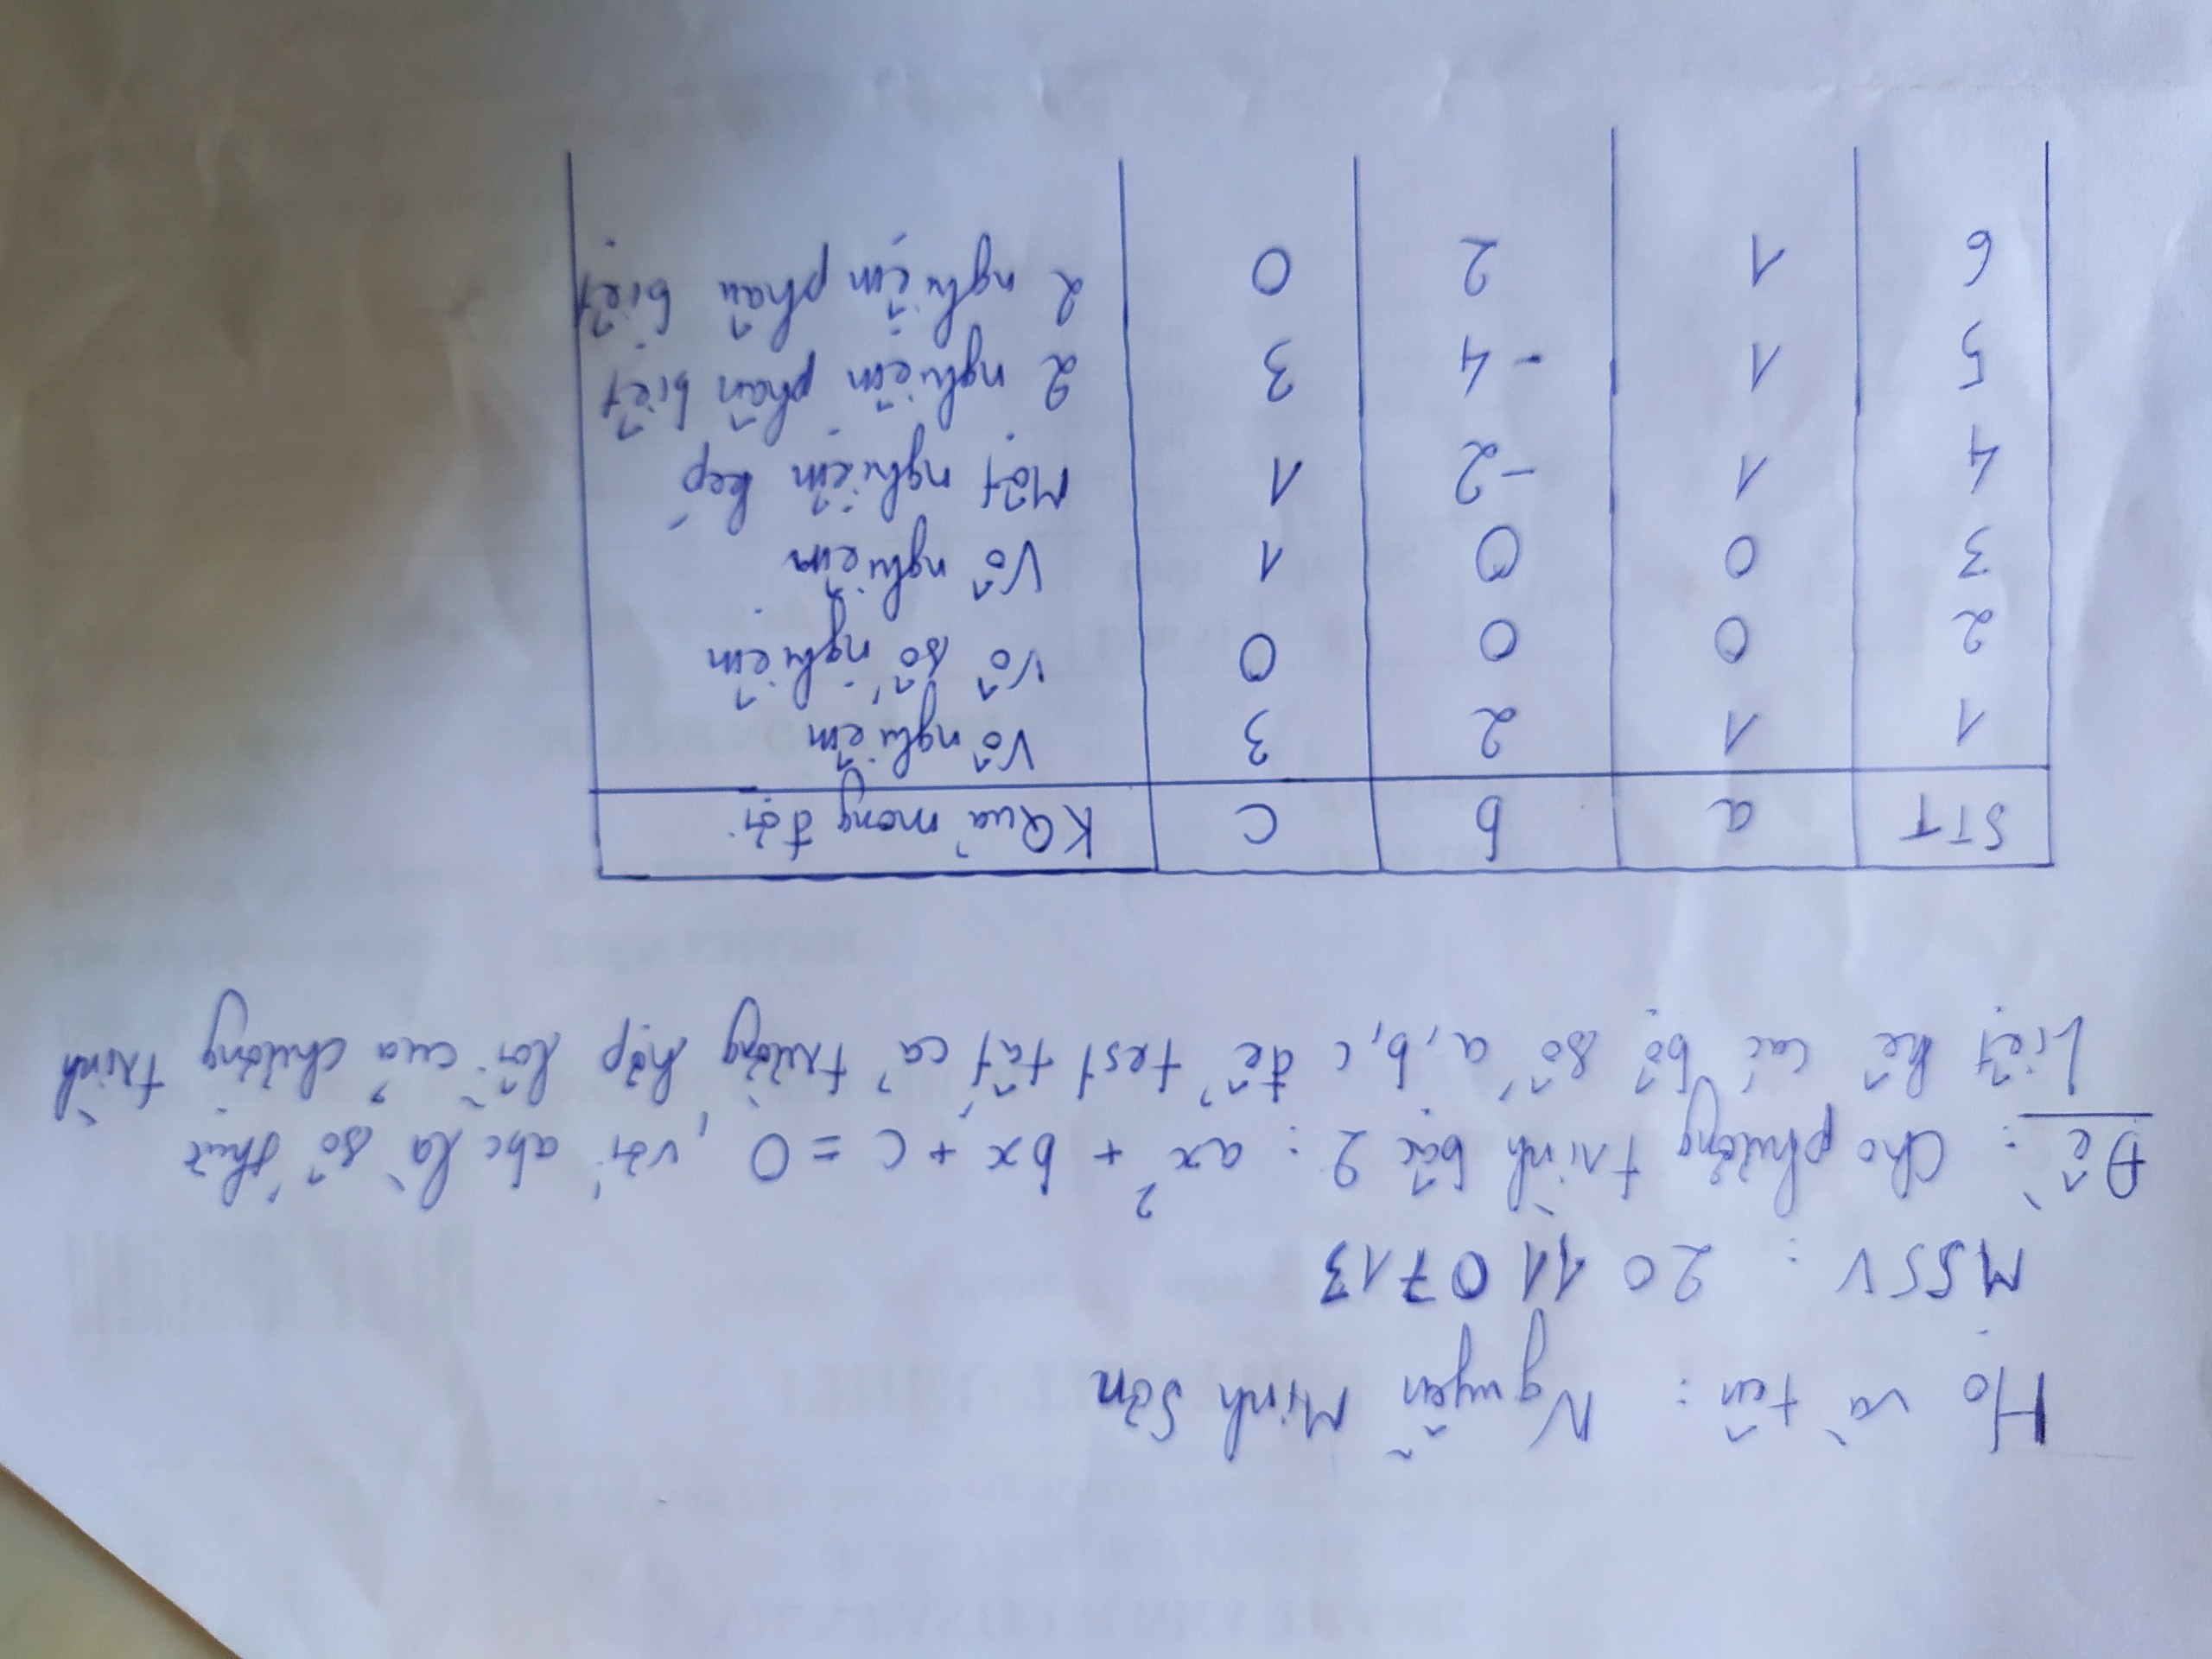 Họ và tên: Nguyễn Minh Sơn
MSSV: 20110713
Đề: Cho phương trình bậc 2: ax² + bx + c = 0, với abc là số thực
Liệt kê các bộ số a, b, c để test tất cả trường hợp lỗi của chương trình
STT a b c KQuả mong đợi
1 1 2 3 Vô nghiệm
2 0 0 0 Vô số nghiệm
3 0 0 1 Vô nghiệm
4 1 -2 1 Một nghiệm kép
5 1 -4 3 2 nghiệm phân biệt
6 1 2 0 2 nghiệm phân biệt